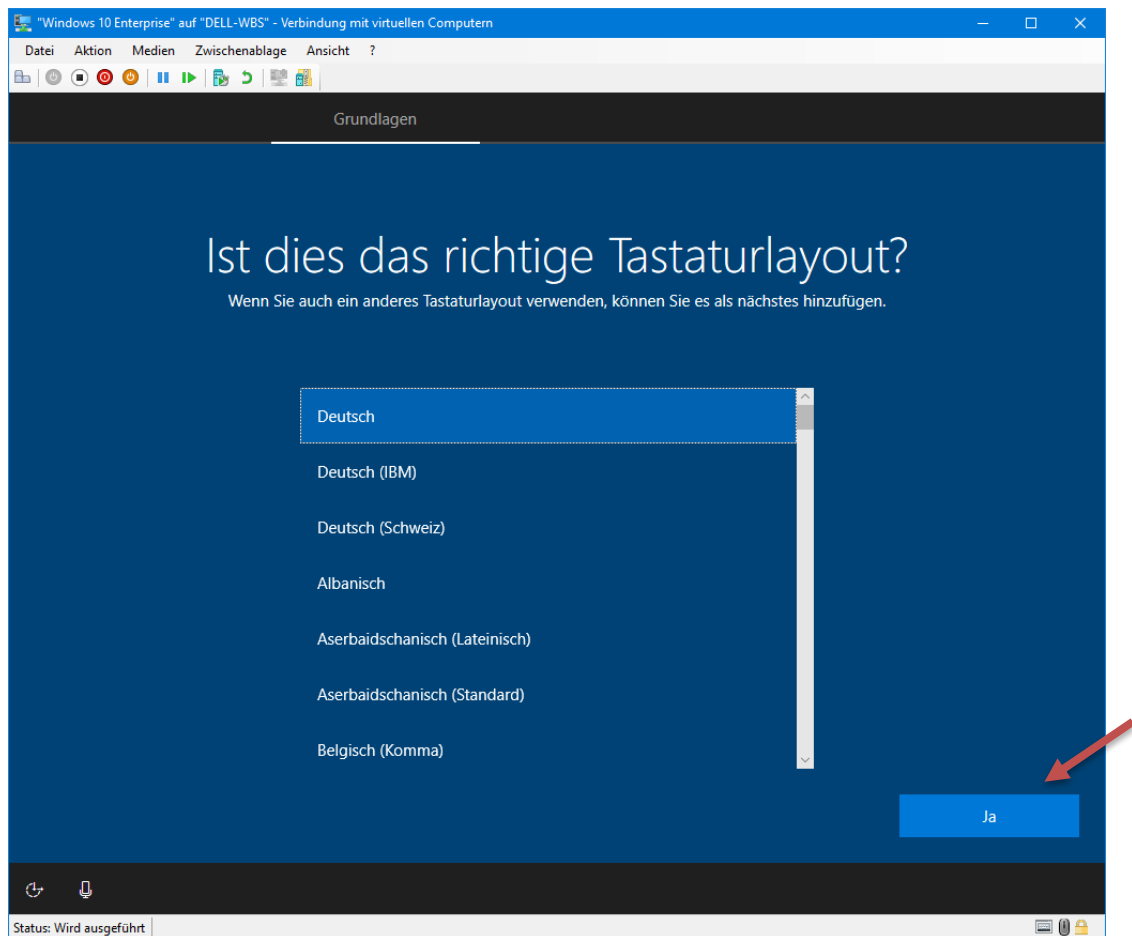 "Windows 10 Enterprise" auf "DELL-WBS" - Verbindung mit virtuellen Computern
Datei Aktion Medien Zwischenablage Ansicht ?
Grundlagen
Ist dies das richtige Tastaturlayout?
Wenn Sie auch ein anderes Tastaturlayout verwenden, können Sie es als nächstes hinzufügen.
Deutsch
Deutsch (IBM)
Deutsch (Schweiz)
Albanisch
Aserbaidschanisch (Lateinisch)
Aserbaidschanisch (Standard)
Belgisch (Komma)
Ja
Status: Wird ausgeführt